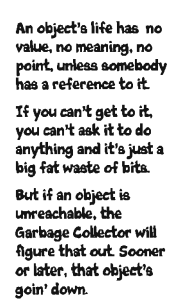 An object's life has no
value, no meaning, no
point, unless somebody
has a reference to it.
If you can't get to it,
you can't ask it to do
anything and it's just a
big fat waste of bits.
But if an object is
unreachable, the
Garbage Collector will
figure that out. Sooner
or later, that object's
goin' down.